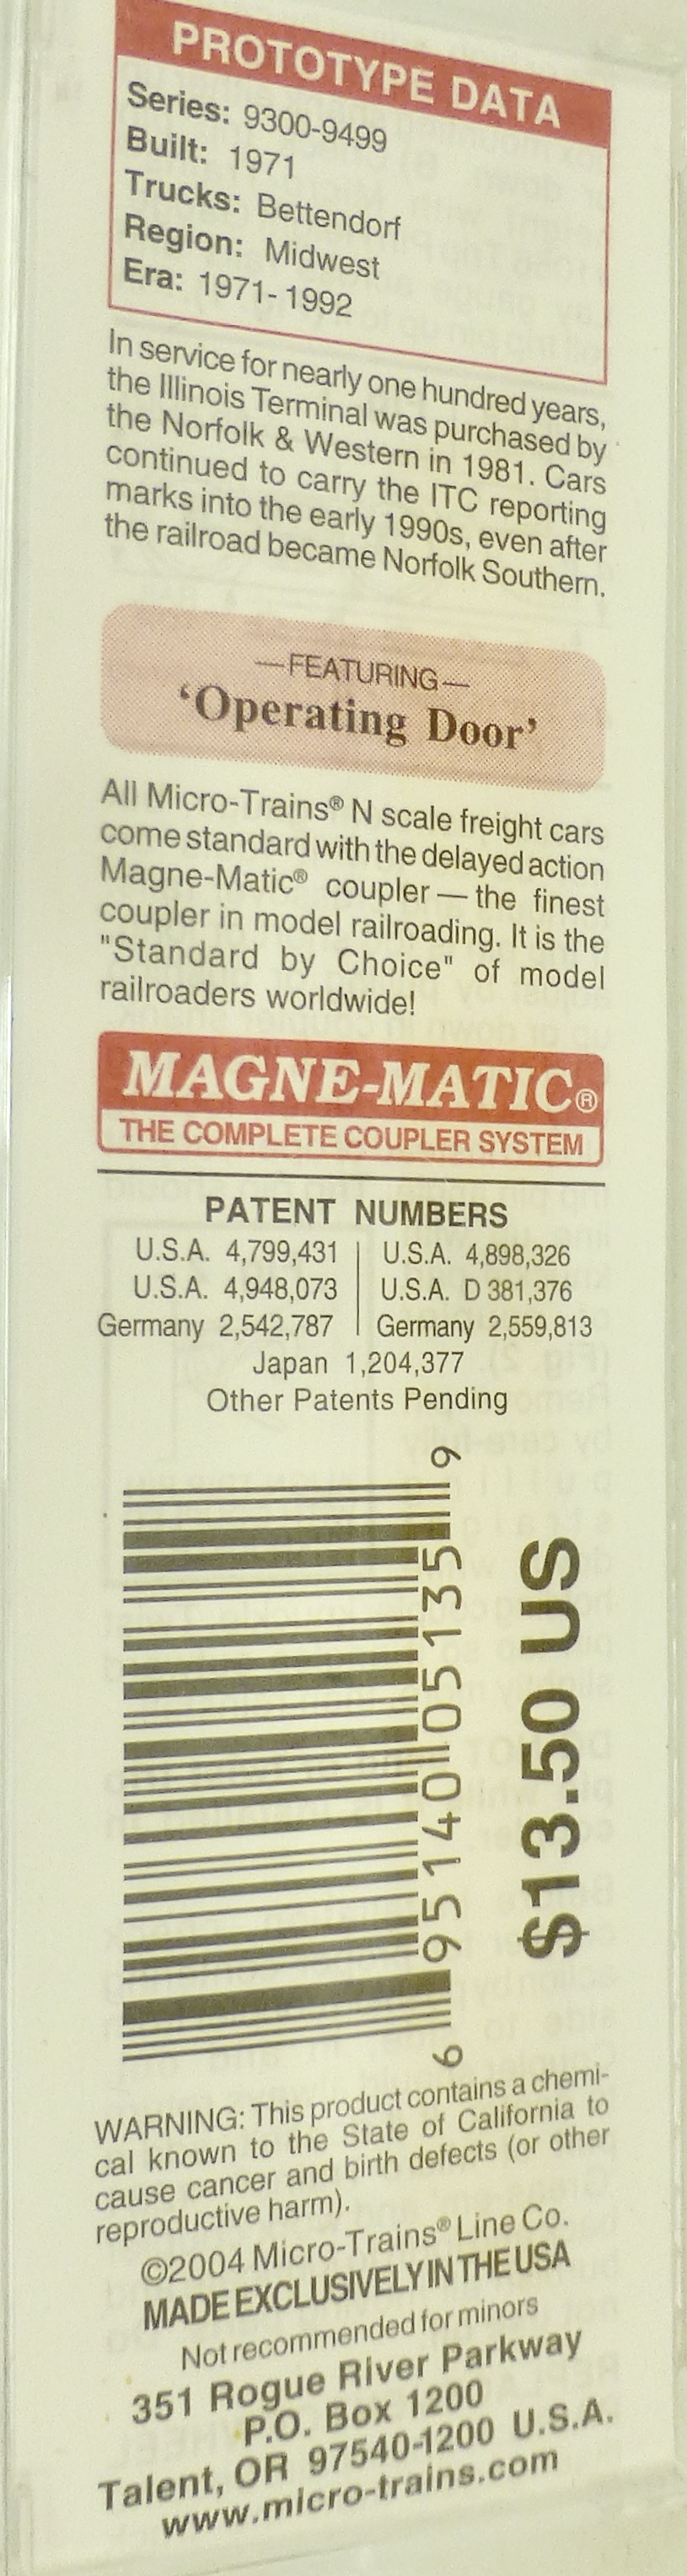 PROTOTYPE DATA
Series: 9300-9499
Built: 1971
Trucks: Bettendorf
Region: Midwest
Era: 1971-1992
In service for nearly one hundred years,
the Illinois Terminal was purchased by
the Norfolk & Western in 1981. Cars
continued to carry the ITC reporting
marks into the early 1990s, even after
the railroad became Norfolk Southern.
—FEATURING—
‘Operating Door’
All Micro-Trains® N scale freight cars
come standard with the delayed action
Magne-Matic® coupler — the finest
coupler in model railroading. It is the
"Standard by Choice" of model
railroaders worldwide!
MAGNE-MATIC®
THE COMPLETE COUPLER SYSTEM
PATENT NUMBERS
U.S.A. 4,799,431 U.S.A. 4,898,326
U.S.A. 4,948,073 U.S.A. D 381,376
Germany 2,542,787 Germany 2,559,813
Japan 1,204,377
Other Patents Pending
6 95140 05135 9
$13.50 US
WARNING: This product contains a chemi-
cal known to the State of California to
cause cancer and birth defects (or other
reproductive harm).
©2004 Micro-Trains® Line Co.
MADE EXCLUSIVELY IN THE USA
Not recommended for minors
351 Rogue River Parkway
P.O. Box 1200
Talent, OR 97540-1200 U.S.A.
www.micro-trains.com